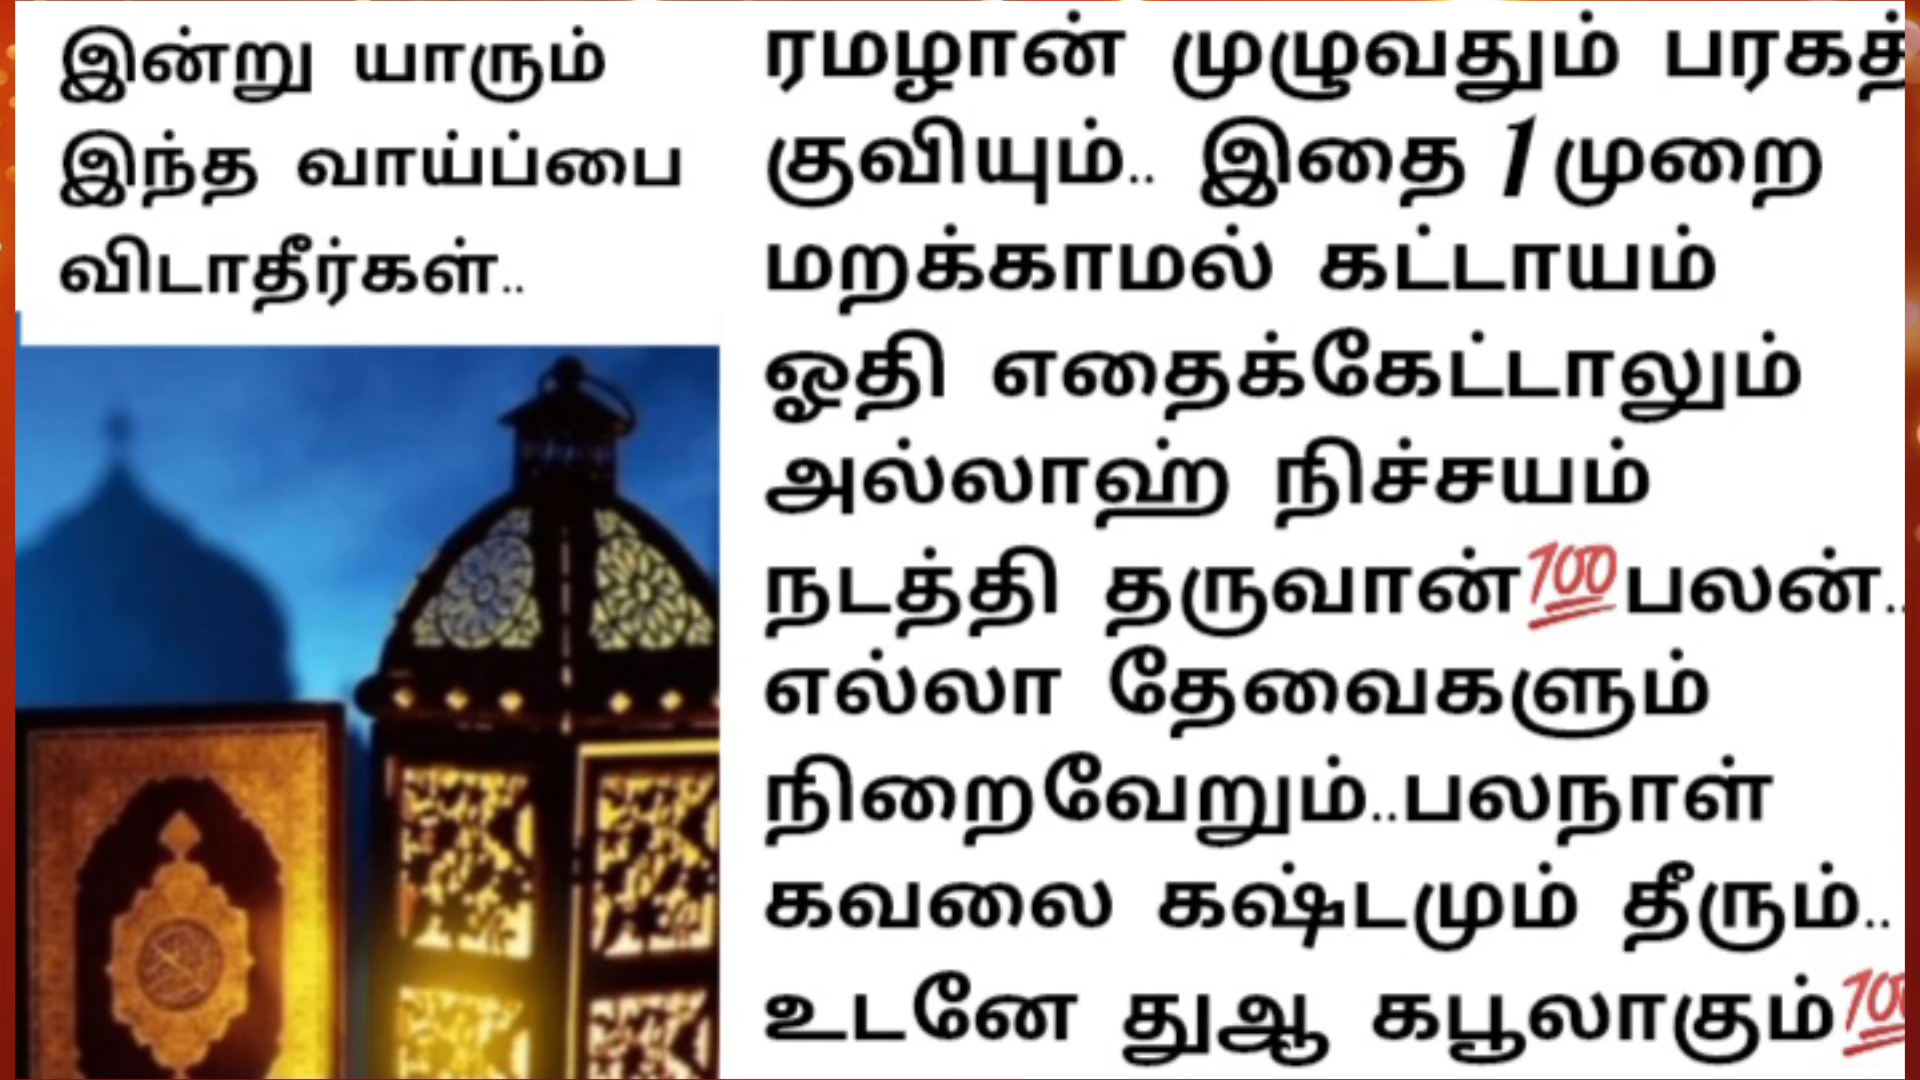 இன்று யாரும்
இந்த வாய்ப்பை
விடாதீர்கள்..
ரமழான் முழுவதும் பரகத்
குவியும்.. இதை 1 முறை
மறக்காமல் கட்டாயம்
ஓதி எதைக்கேட்டாலும்
அல்லாஹ் நிச்சயம்
நடத்தி தருவான்💯பலன்..
எல்லா தேவைகளும்
நிறைவேறும்..பலநாள்
கவலை கஷ்டமும் தீரும்..
உடனே துஆ கபூலாகும்💯